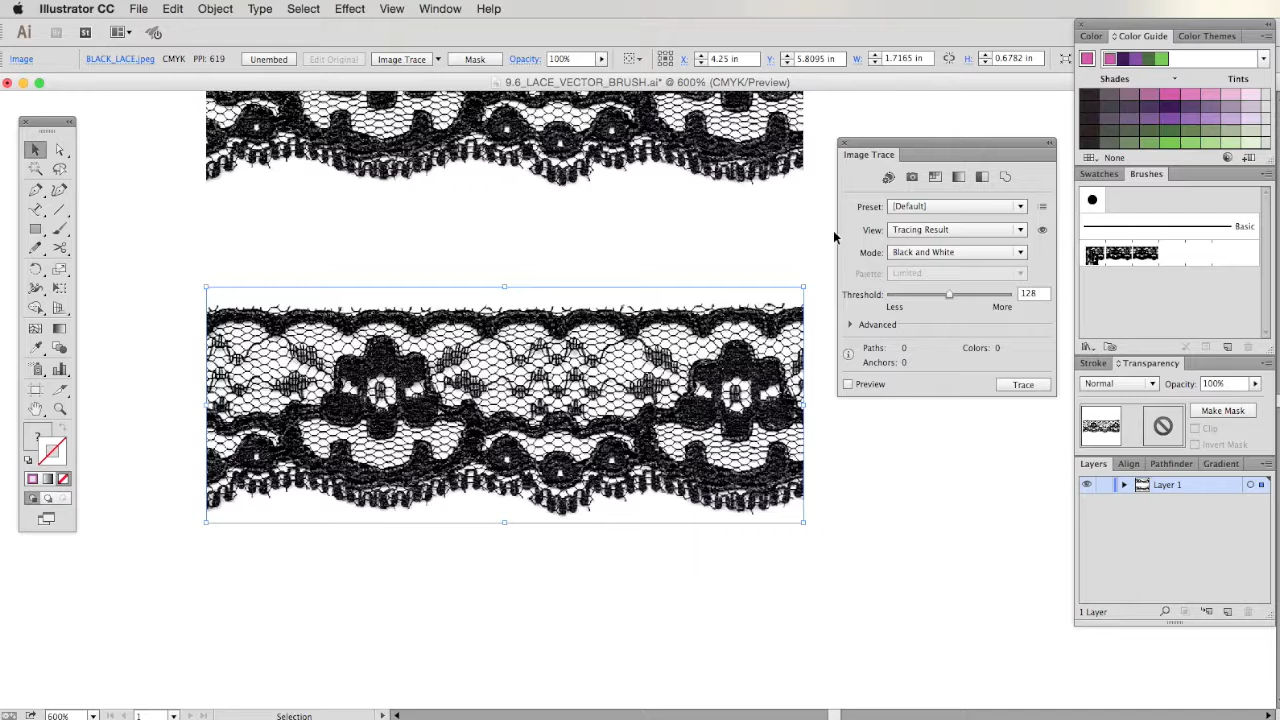 Illustrator CC File Edit Object Type Select Effect View Window Help
Ai Br St
Image BLACK_LACE.jpeg CMYK PPI: 619 Unembed Edit Original Image Trace Mask Opacity: 100% X: 4.25 in Y: 5.8095 in W: 1.7165 in H: 0.6782 in
9.6_LACE_VECTOR_BRUSH.ai* @ 600% (CMYK/Preview)
Color Color Guide Color Themes
Shades Tints
None
Swatches Brushes
Basic
Image Trace
Preset: [Default]
View: Tracing Result
Mode: Black and White
Palette: Limited
Threshold: 128
Less More
Advanced
Paths: 0 Colors: 0
Anchors: 0
Preview Trace
Stroke Transparency
Normal Opacity: 100%
Make Mask
Clip
Invert Mask
Layers Align Pathfinder Gradient
Layer 1
1 Layer
?
600% 1 Selection